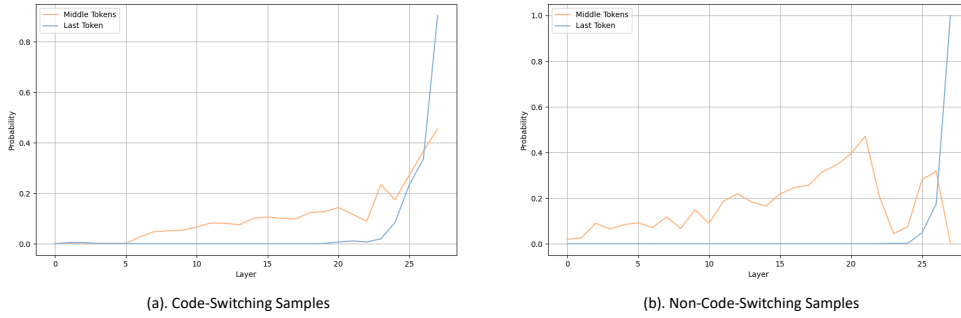 Middle Tokens
Last Token
Probability
0.8
0.6
0.4
0.2
0.0
0 5 10 15 20 25
Layer
(a). Code-Switching Samples
Middle Tokens
Last Token
Probability
1.0
0.8
0.6
0.4
0.2
0.0
0 5 10 15 20 25
Layer
(b). Non-Code-Switching Samples